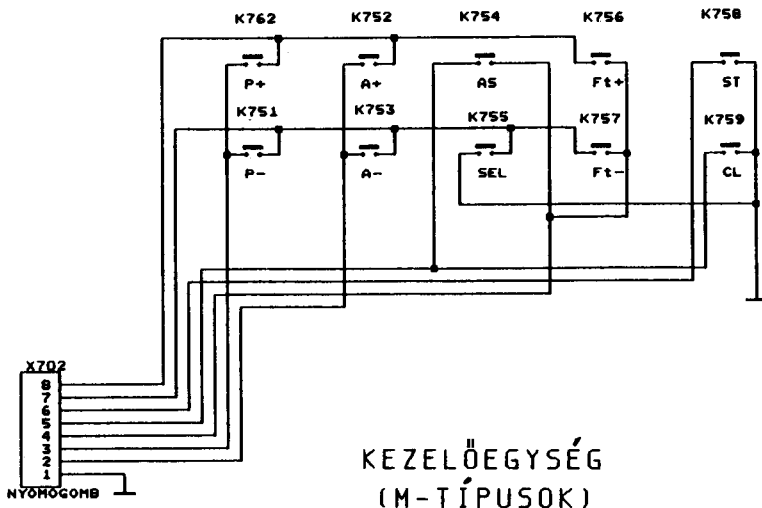 K762 K752 K754 K756 K758
P+ A+ AS Ft+ ST
K751 K753 K755 K757 K759
P- A- SEL Ft- CL
X702
8
7
6
5
4
3
2
1
NYOMOGOMB
KEZELŐEGYSÉG
(M-TÍPUSOK)